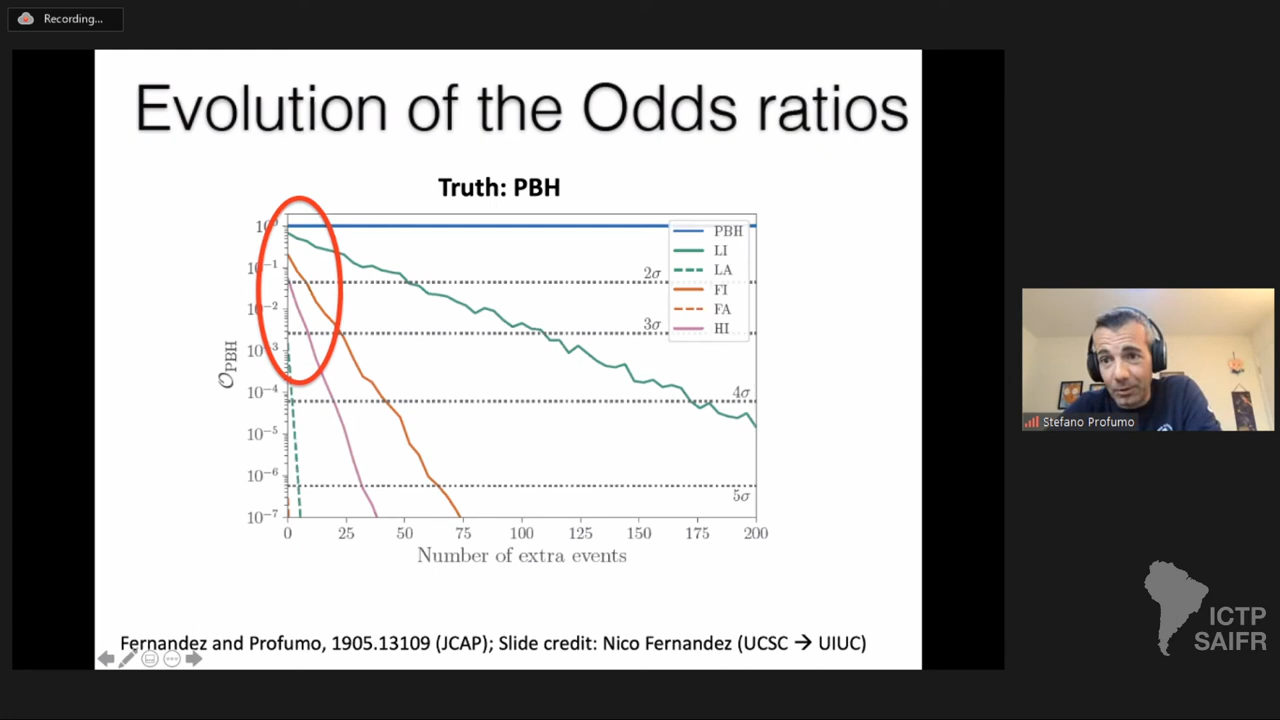 Recording...
Evolution of the Odds ratios
Truth: PBH
10⁰
10⁻¹
10⁻²
10⁻³
10⁻⁴
10⁻⁵
10⁻⁶
10⁻⁷
𝒪PBH
2σ
3σ
4σ
5σ
PBH
LI
LA
FI
FA
HI
0 25 50 75 100 125 150 175 200
Number of extra events
Fernandez and Profumo, 1905.13109 (JCAP); Slide credit: Nico Fernandez (UCSC → UIUC)
Stefano Profumo
ICTP
SAIFR